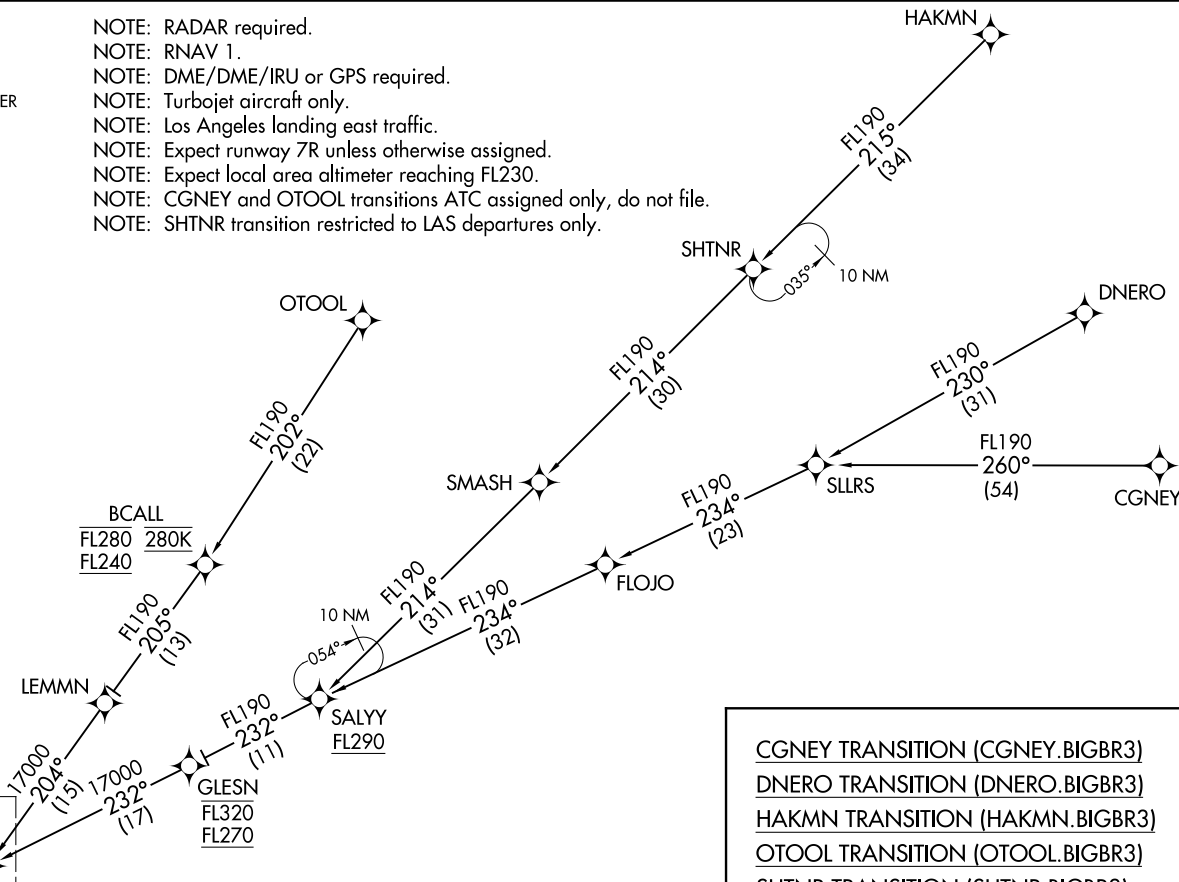 NOTE: RADAR required.
NOTE: RNAV 1.
NOTE: DME/DME/IRU or GPS required.
ER
NOTE: Turbojet aircraft only.
NOTE: Los Angeles landing east traffic.
NOTE: Expect runway 7R unless otherwise assigned.
NOTE: Expect local area altimeter reaching FL230.
NOTE: CGNEY and OTOOL transitions ATC assigned only, do not file.
NOTE: SHTNR transition restricted to LAS departures only.
HAKMN
FL190
215°
(34)
SHTNR
035°
10 NM
OTOOL
DNERO
FL190
214°
(30)
FL190
230°
(31)
FL190
202°
(22)
FL190
260°
(54)
CGNEY
SLLRS
SMASH
FL190
234°
(23)
BCALL
FL280 280K
FL240
FLOJO
FL190
214°
(31)
FL190
234°
(32)
FL190
205°
(13)
10 NM
054°
LEMMN
SALYY
FL290
FL190
232°
(11)
GLESN
FL320
FL270
17000
204°
(15)
17000
232°
(17)
CGNEY TRANSITION (CGNEY.BIGBR3)
DNERO TRANSITION (DNERO.BIGBR3)
HAKMN TRANSITION (HAKMN.BIGBR3)
OTOOL TRANSITION (OTOOL.BIGBR3)
SHTNR TRANSITION (SHTNR.BIGBR3)